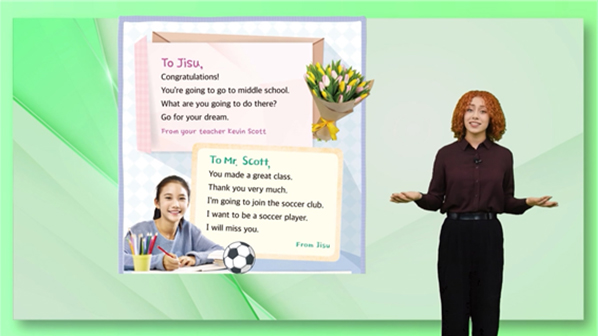 To Jisu,
Congratulations!
You're going to go to middle school.
What are you going to do there?
Go for your dream.
From your teacher Kevin Scott
To Mr. Scott,
You made a great class.
Thank you very much.
I'm going to join the soccer club.
I want to be a soccer player.
I will miss you.
From Jisu